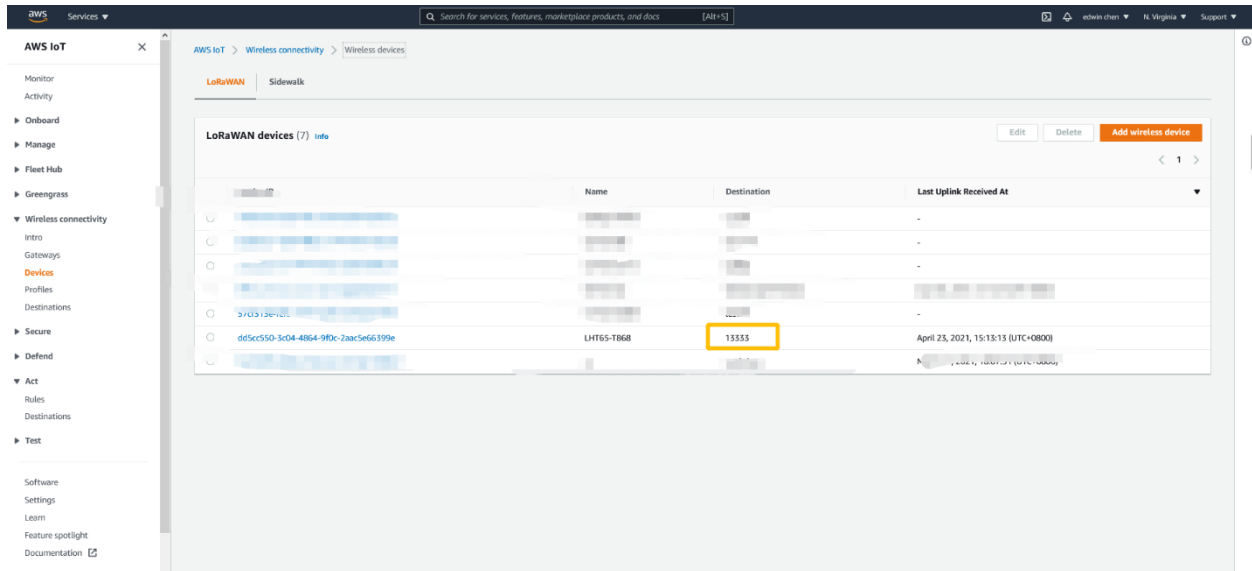 aws Services ▼ Search for services, features, marketplace products, and docs [Alt+S] edwin chen ▼ N. Virginia ▼ Support ▼
AWS IoT ×
Monitor
Activity
Onboard
Manage
Fleet Hub
Greengrass
Wireless connectivity
Intro
Gateways
Devices
Profiles
Destinations
Secure
Defend
Act
Rules
Destinations
Test
Software
Settings
Learn
Feature spotlight
Documentation
AWS IoT > Wireless connectivity > Wireless devices
LoRaWAN Sidewalk
LoRaWAN devices (7) Info Edit Delete Add wireless device
< 1 >
Name Destination Last Uplink Received At ▼
-
-
-
-
dd5cc550-3c04-4864-9f0c-2aac5e66399e LHT65-T868 13333 April 23, 2021, 15:13:13 (UTC+0800)